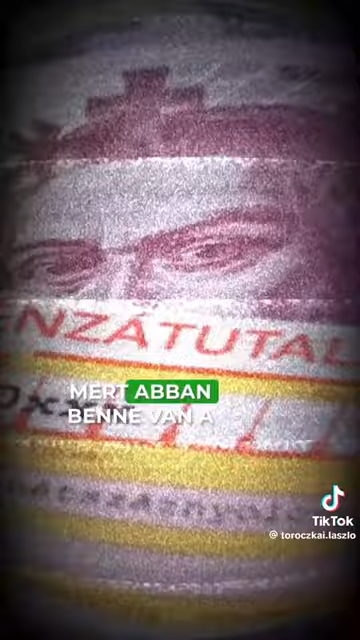 ENZÁTUTAL
MERT ABBAN
BENNE VAN A
TikTok
@ toroczkai.laszlo